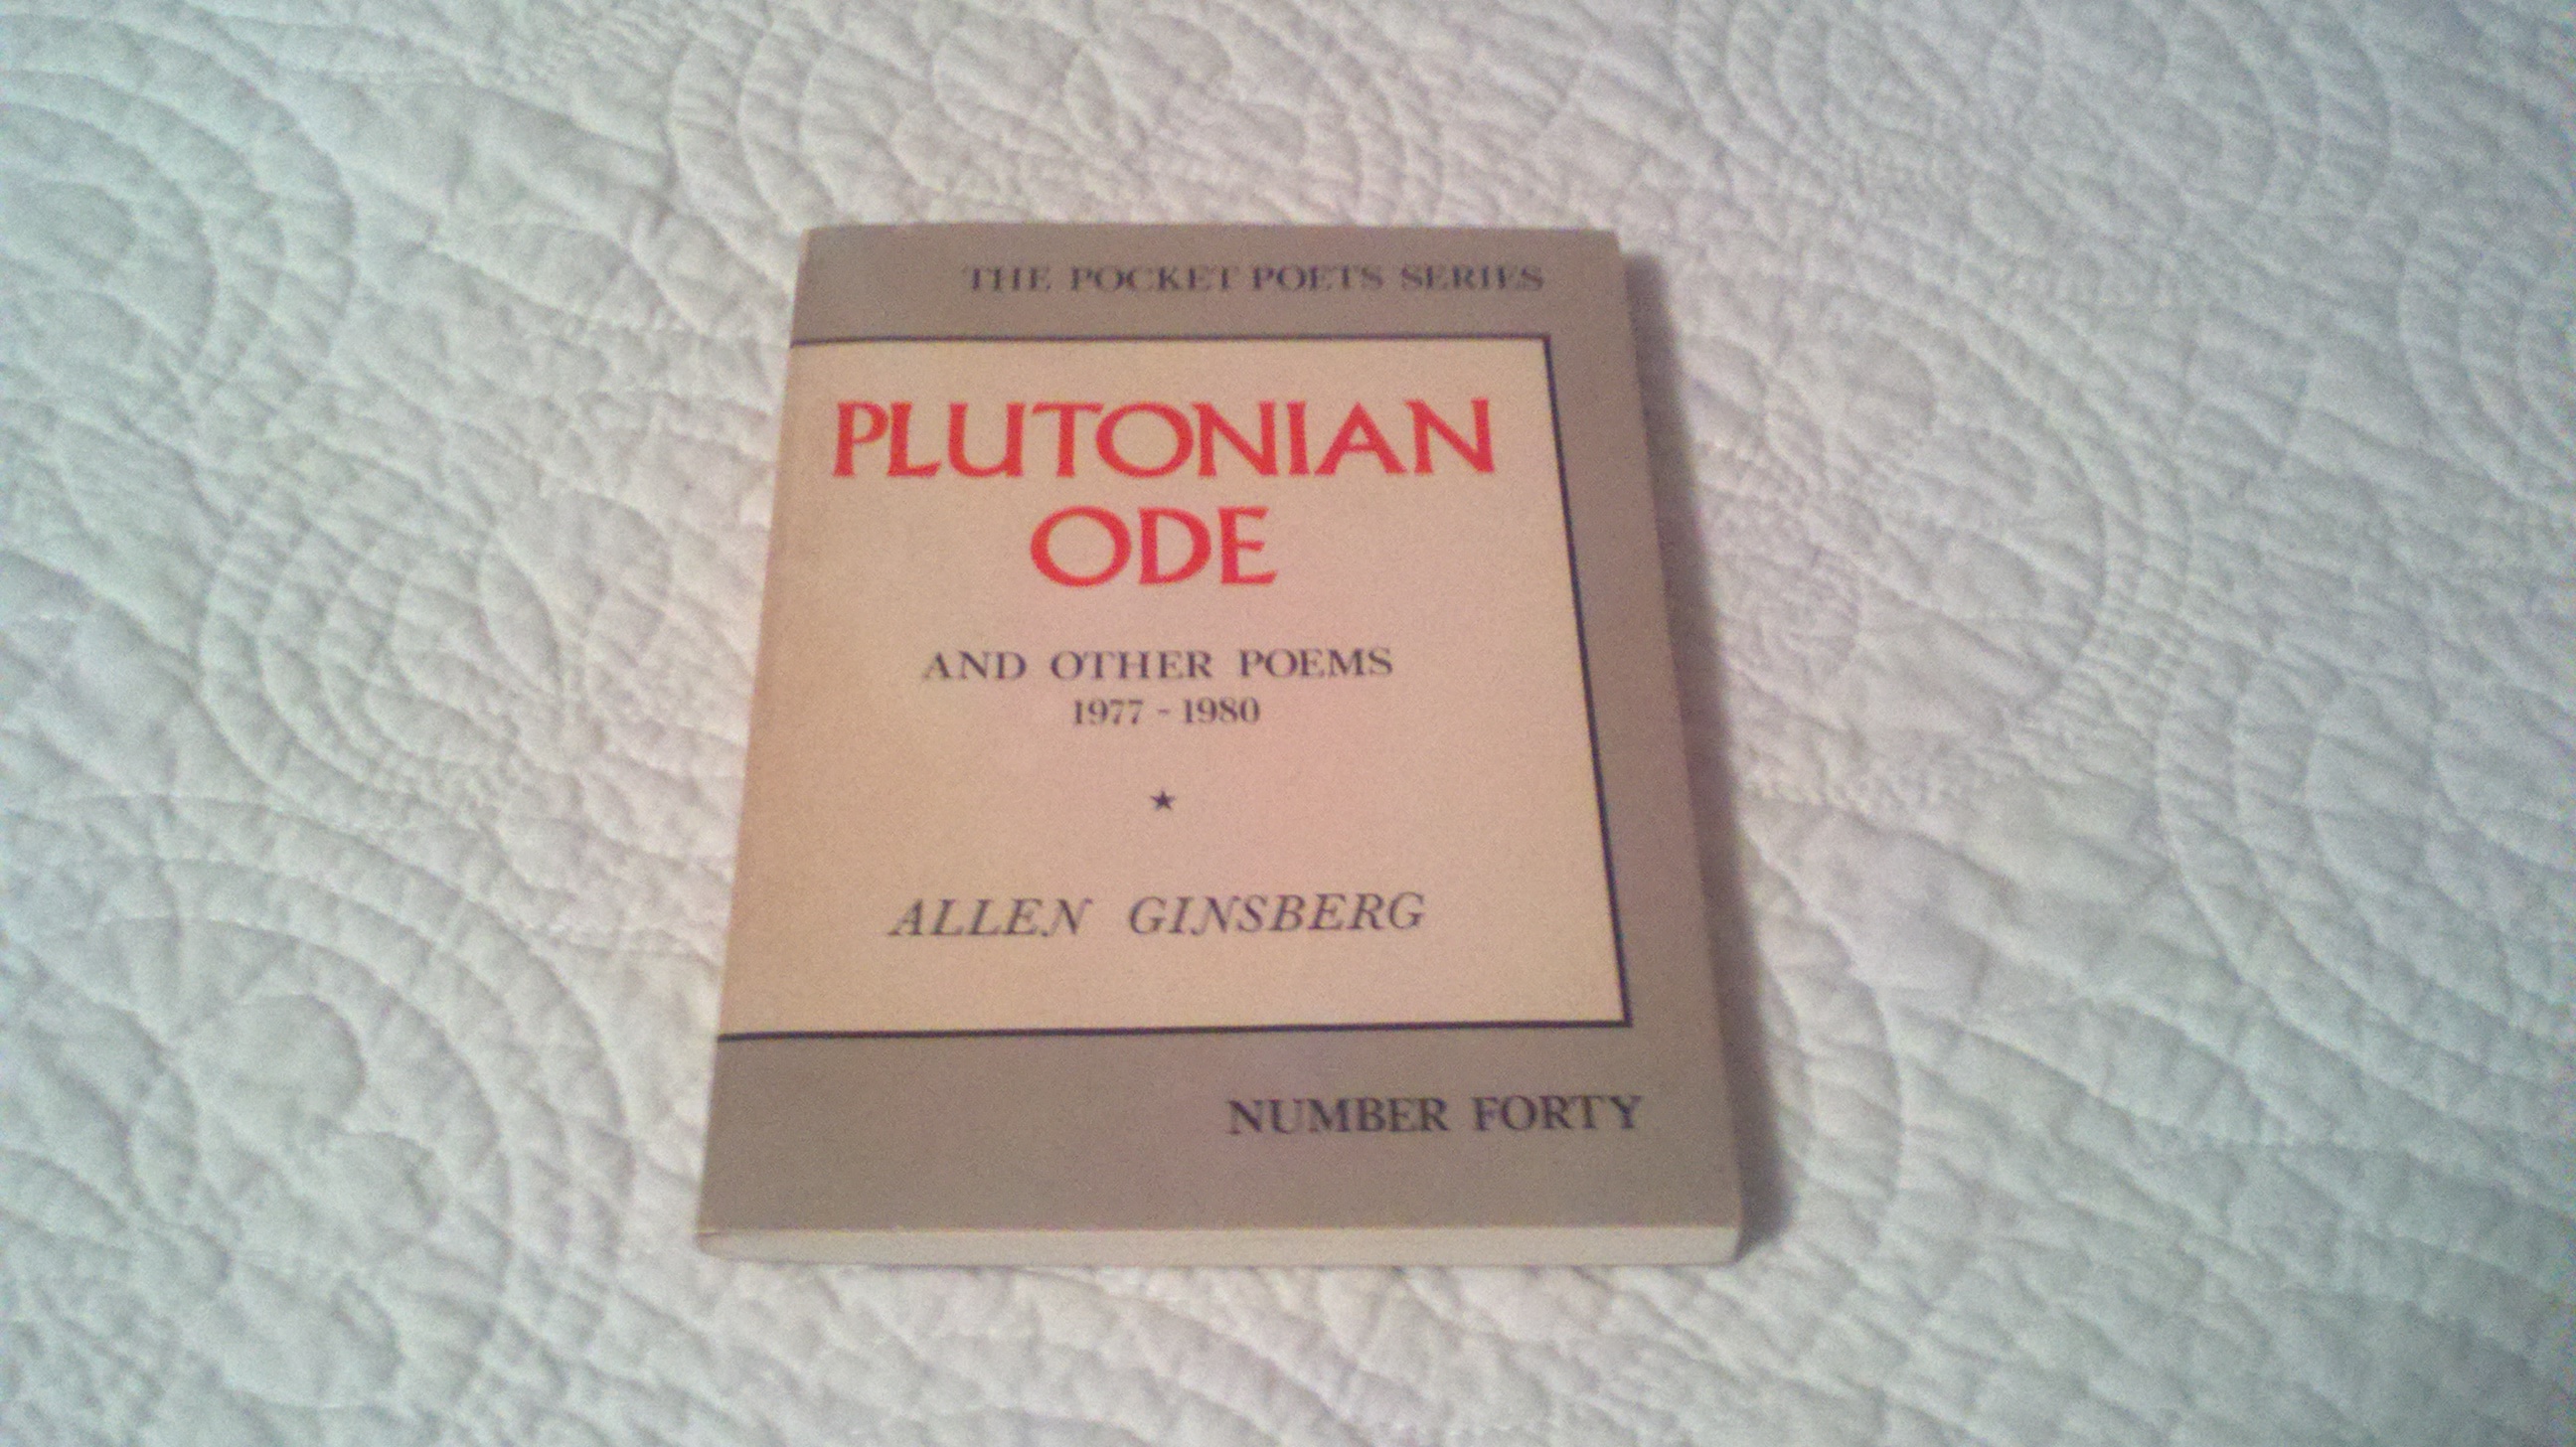 THE POCKET POETS SERIES
PLUTONIAN
ODE
AND OTHER POEMS
1977 - 1980
★
ALLEN GINSBERG
NUMBER FORTY